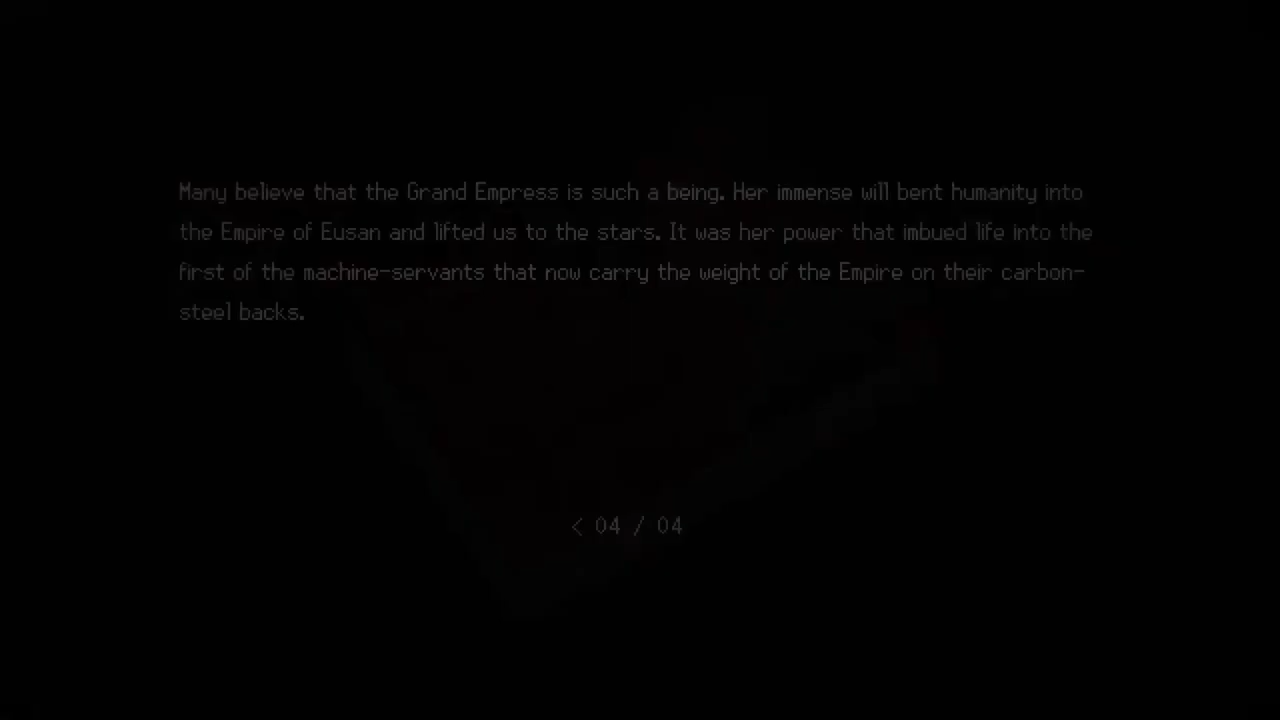 Many believe that the Grand Empress is such a being. Her immense will bent humanity into
the Empire of Eusan and lifted us to the stars. It was her power that imbued life into the
first of the machine-servants that now carry the weight of the Empire on their carbon-
steel backs.
< 04 / 04